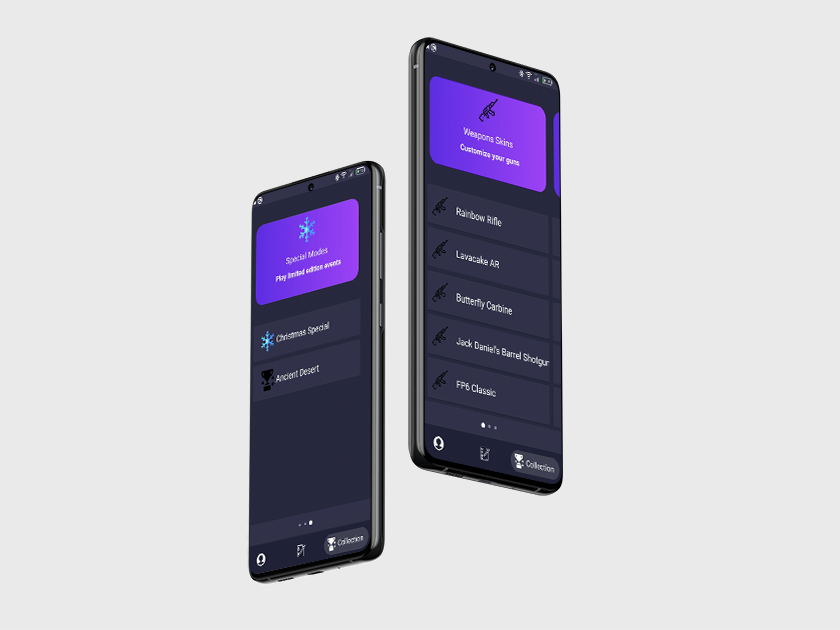 Special Modes
Play limited edition events
Christmas Special
Ancient Desert
Collection
Weapons Skins
Customize your guns
Rainbow Rifle
Lavacake AR
Butterfly Carbine
Jack Daniel's Barrel Shotgun
FP6 Classic
Collection